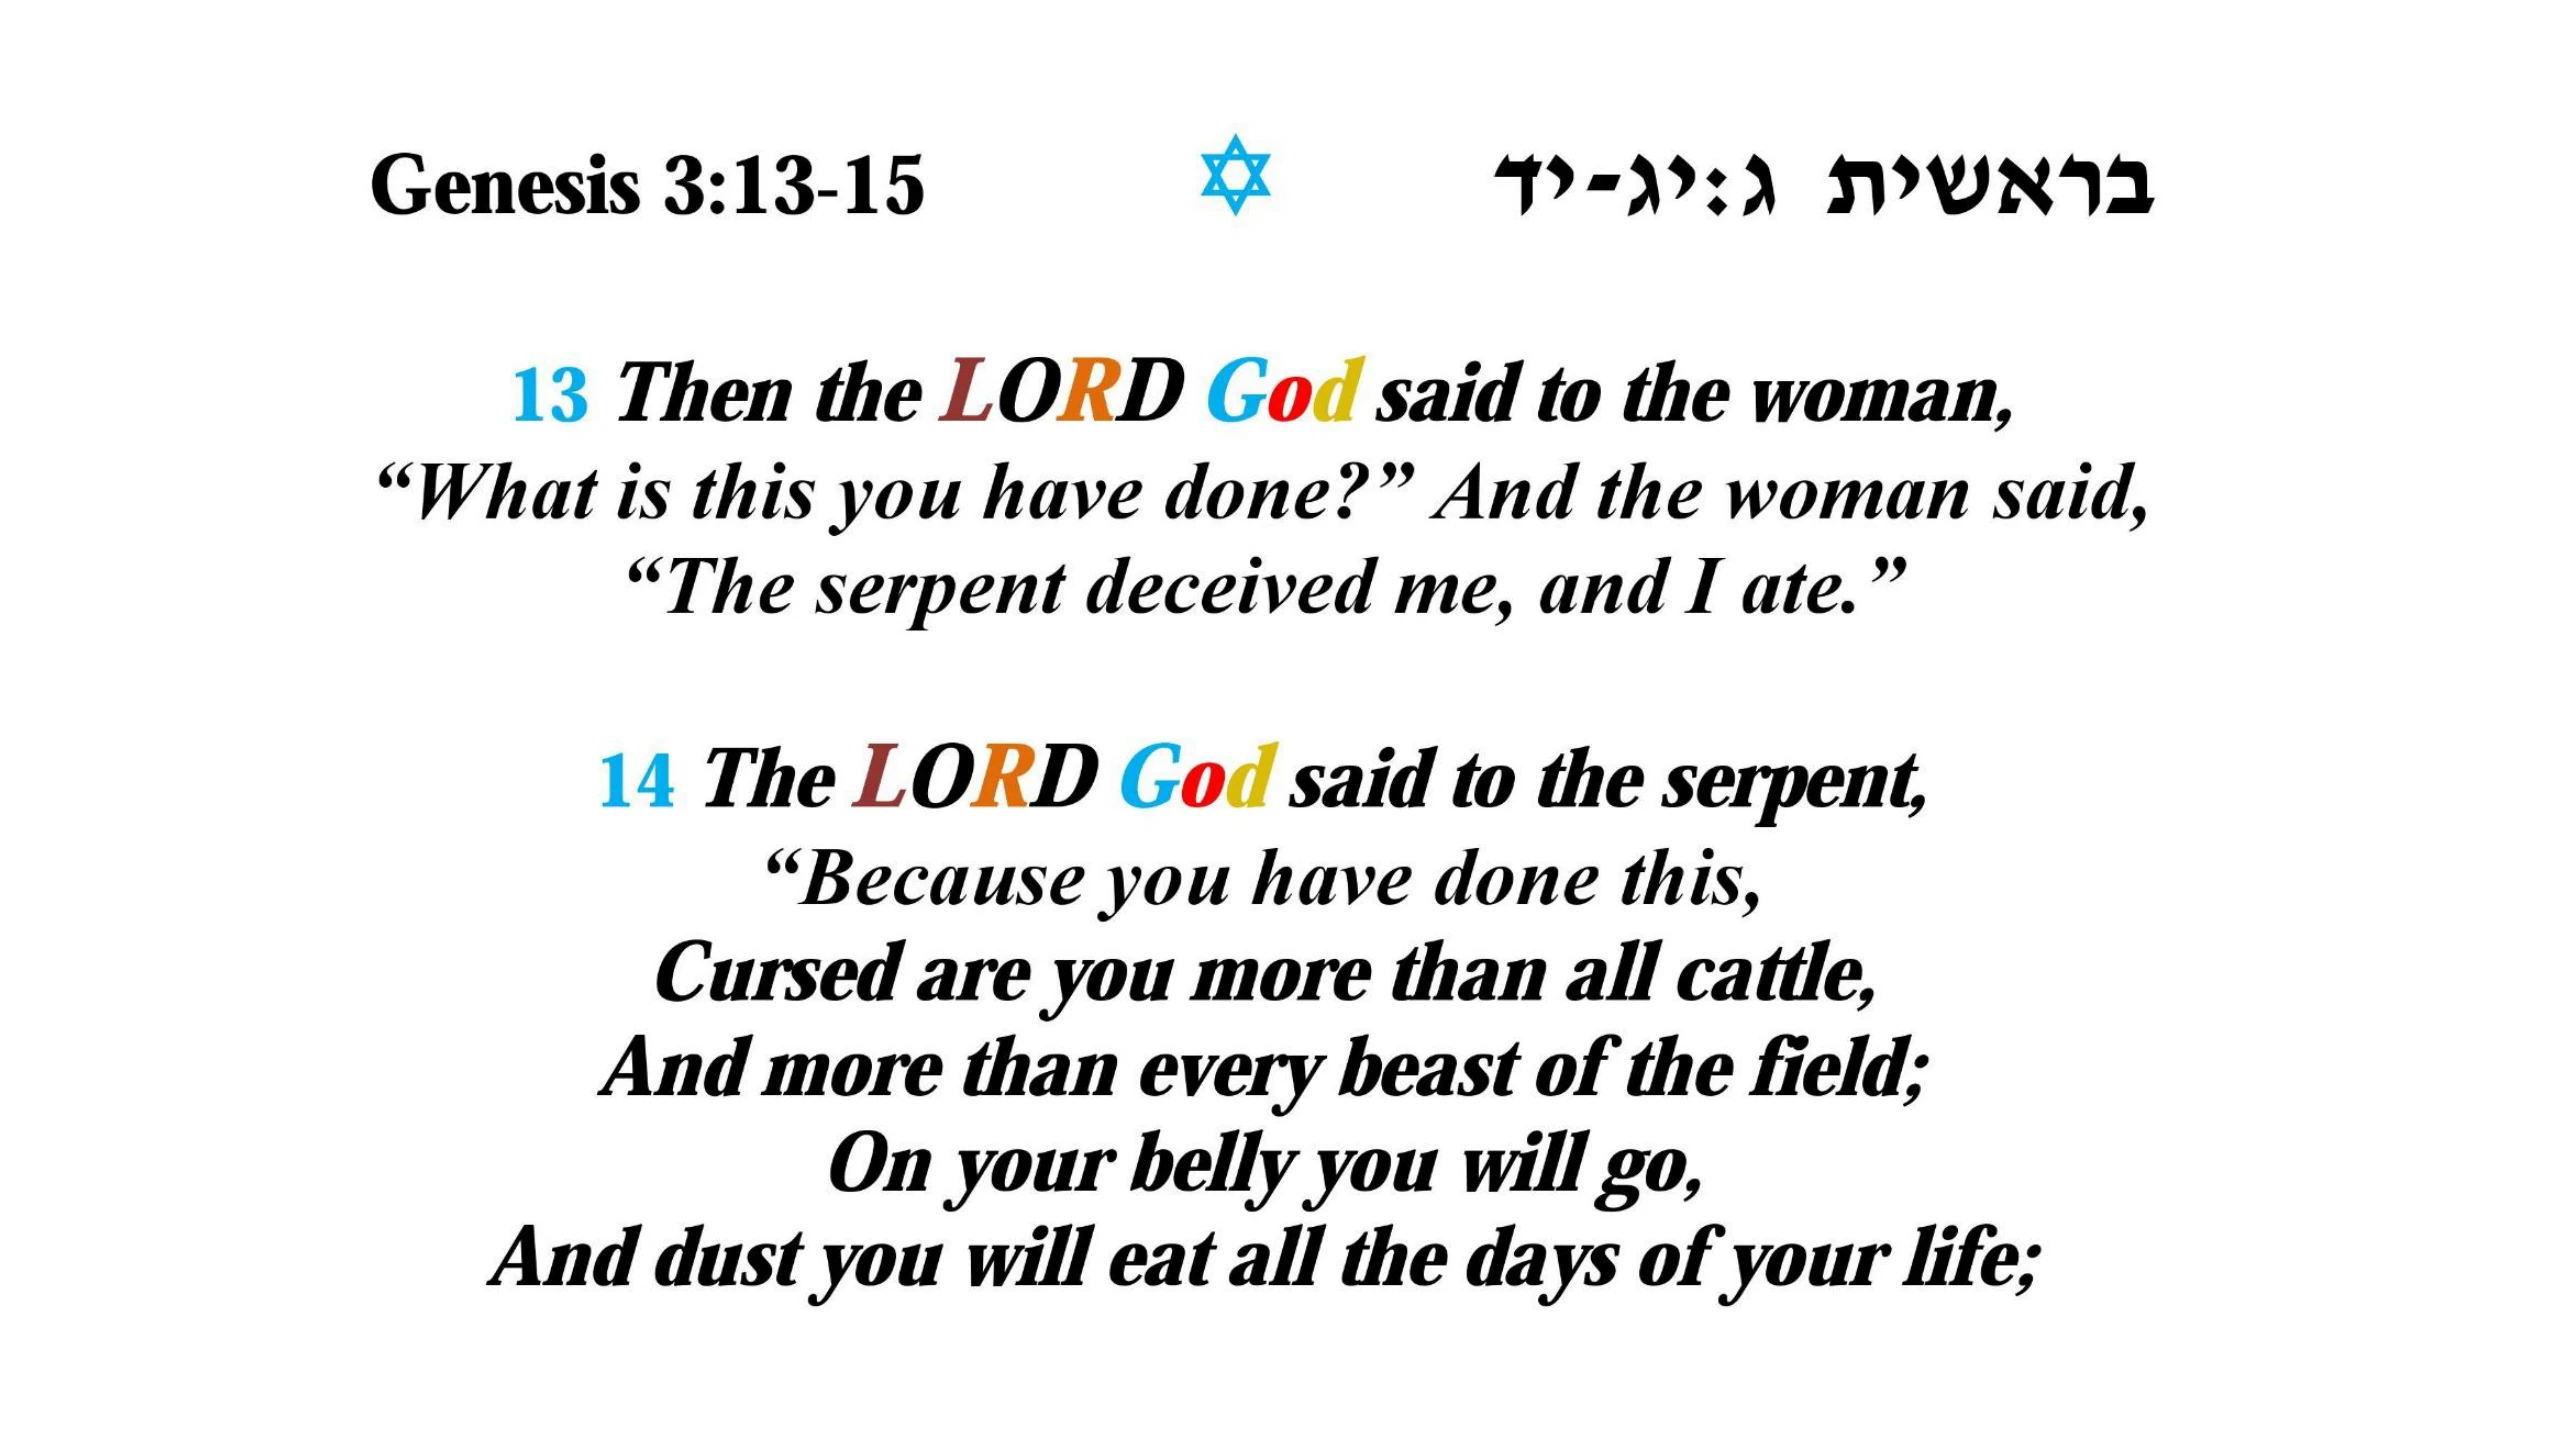 Genesis 3:13-15 ✡ בראשית ג:יג-יד
13 Then the LORD God said to the woman,
“What is this you have done?” And the woman said,
“The serpent deceived me, and I ate.”
14 The LORD God said to the serpent,
“Because you have done this,
Cursed are you more than all cattle,
And more than every beast of the field;
On your belly you will go,
And dust you will eat all the days of your life;